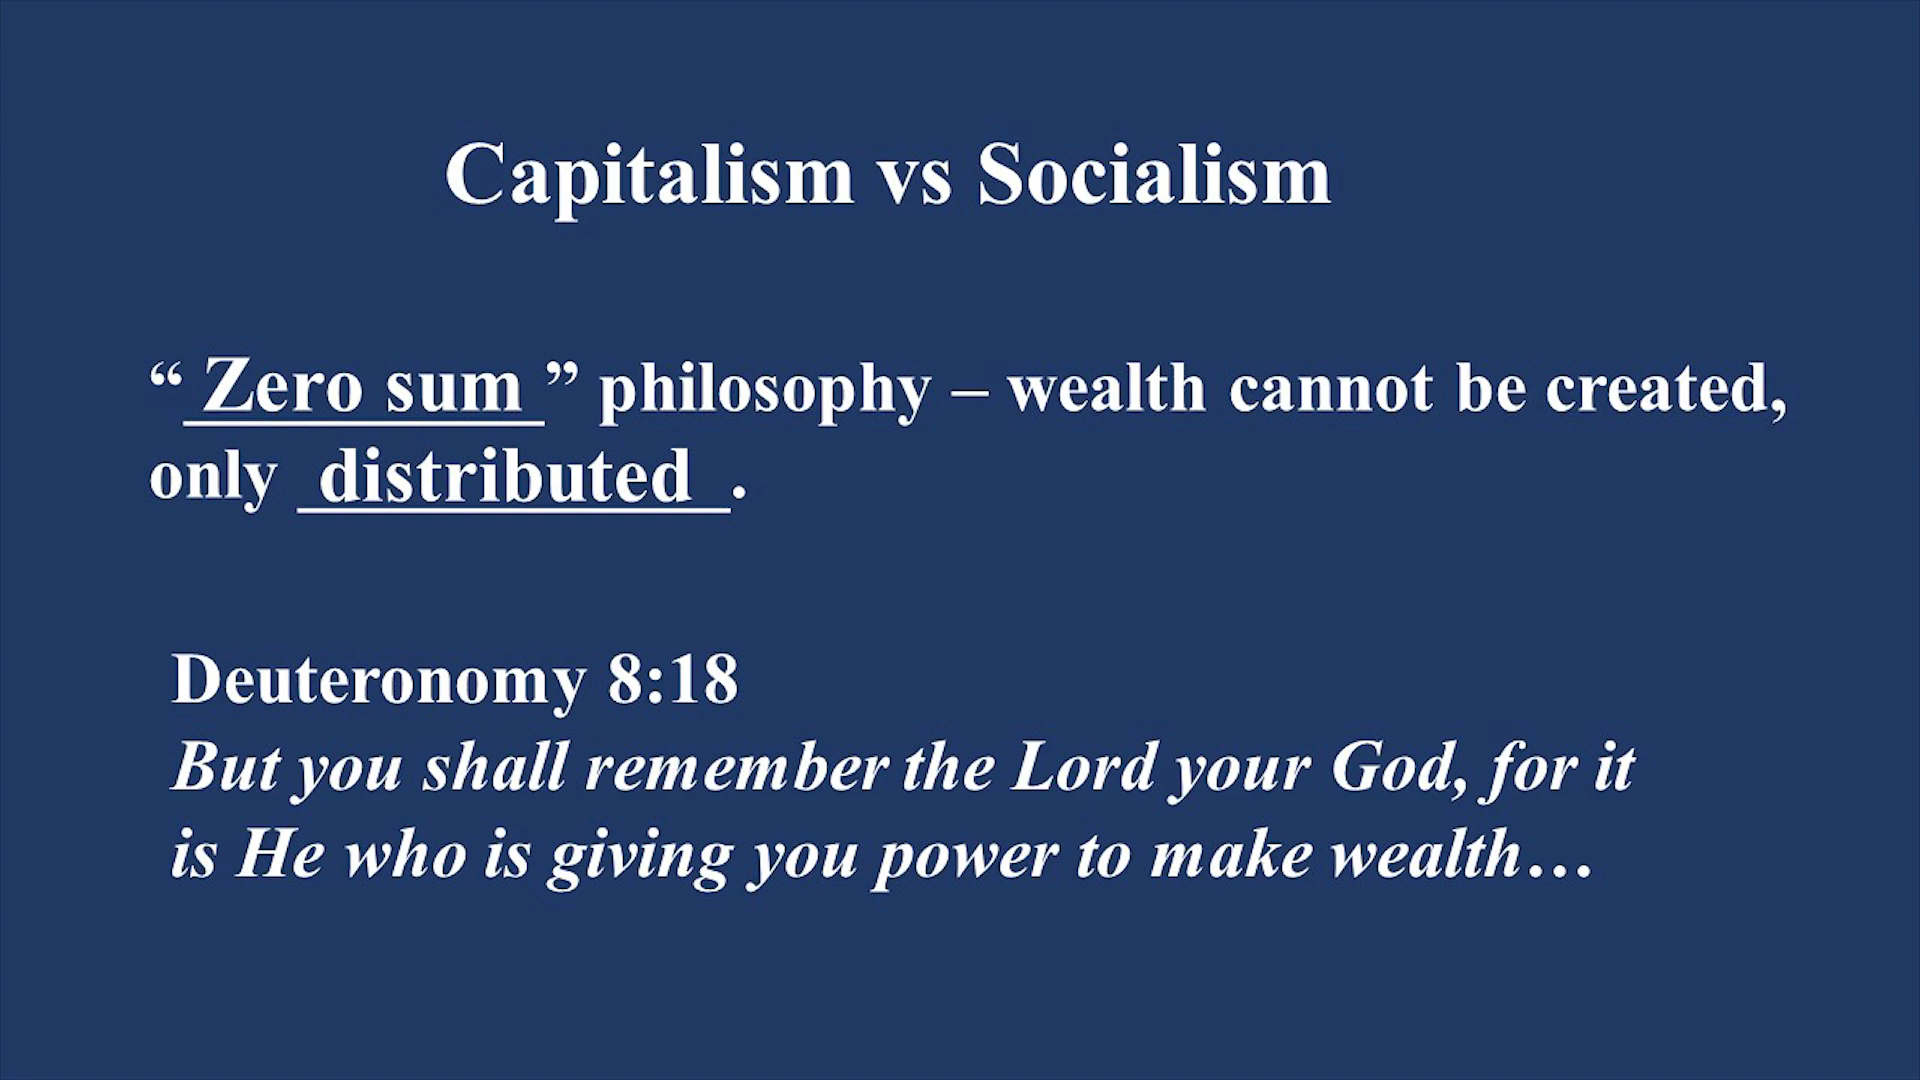 Capitalism vs Socialism
“ Zero sum ” philosophy – wealth cannot be created,
only distributed .
Deuteronomy 8:18
But you shall remember the Lord your God, for it
is He who is giving you power to make wealth…